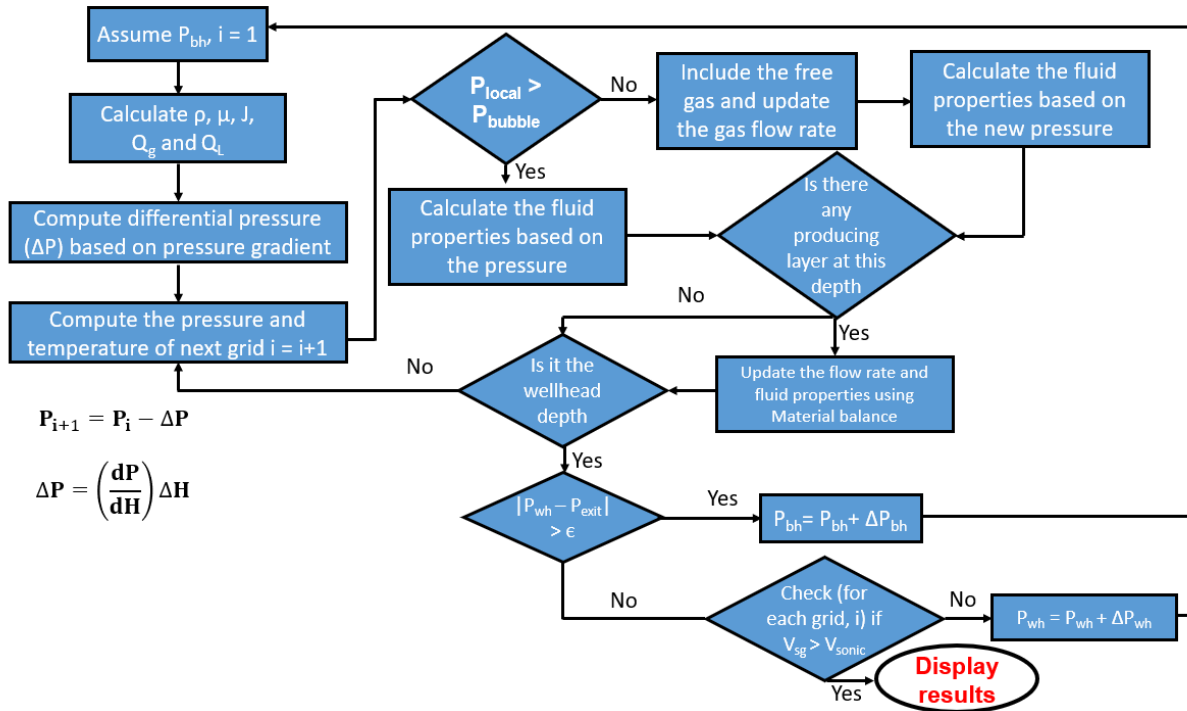 Assume P_bh, i = 1
Calculate ρ, μ, J,
Q_g and Q_L
Compute differential pressure
(ΔP) based on pressure gradient
Compute the pressure and
temperature of next grid i = i+1
P_{i+1} = P_i − ΔP
ΔP = (dP/dH) ΔH
P_local >
P_bubble
No
Yes
Include the free
gas and update
the gas flow rate
Calculate the fluid
properties based on
the new pressure
Calculate the fluid
properties based on
the pressure
Is there
any
producing
layer at this
depth
No
Yes
Update the flow rate and
fluid properties using
Material balance
Is it the
wellhead
depth
No
Yes
|P_wh – P_exit|
> ϵ
Yes
P_bh= P_bh+ ΔP_bh
No
Check (for
each grid, i) if
V_sg > V_sonic
No
P_wh = P_wh + ΔP_wh
Yes
Display
results